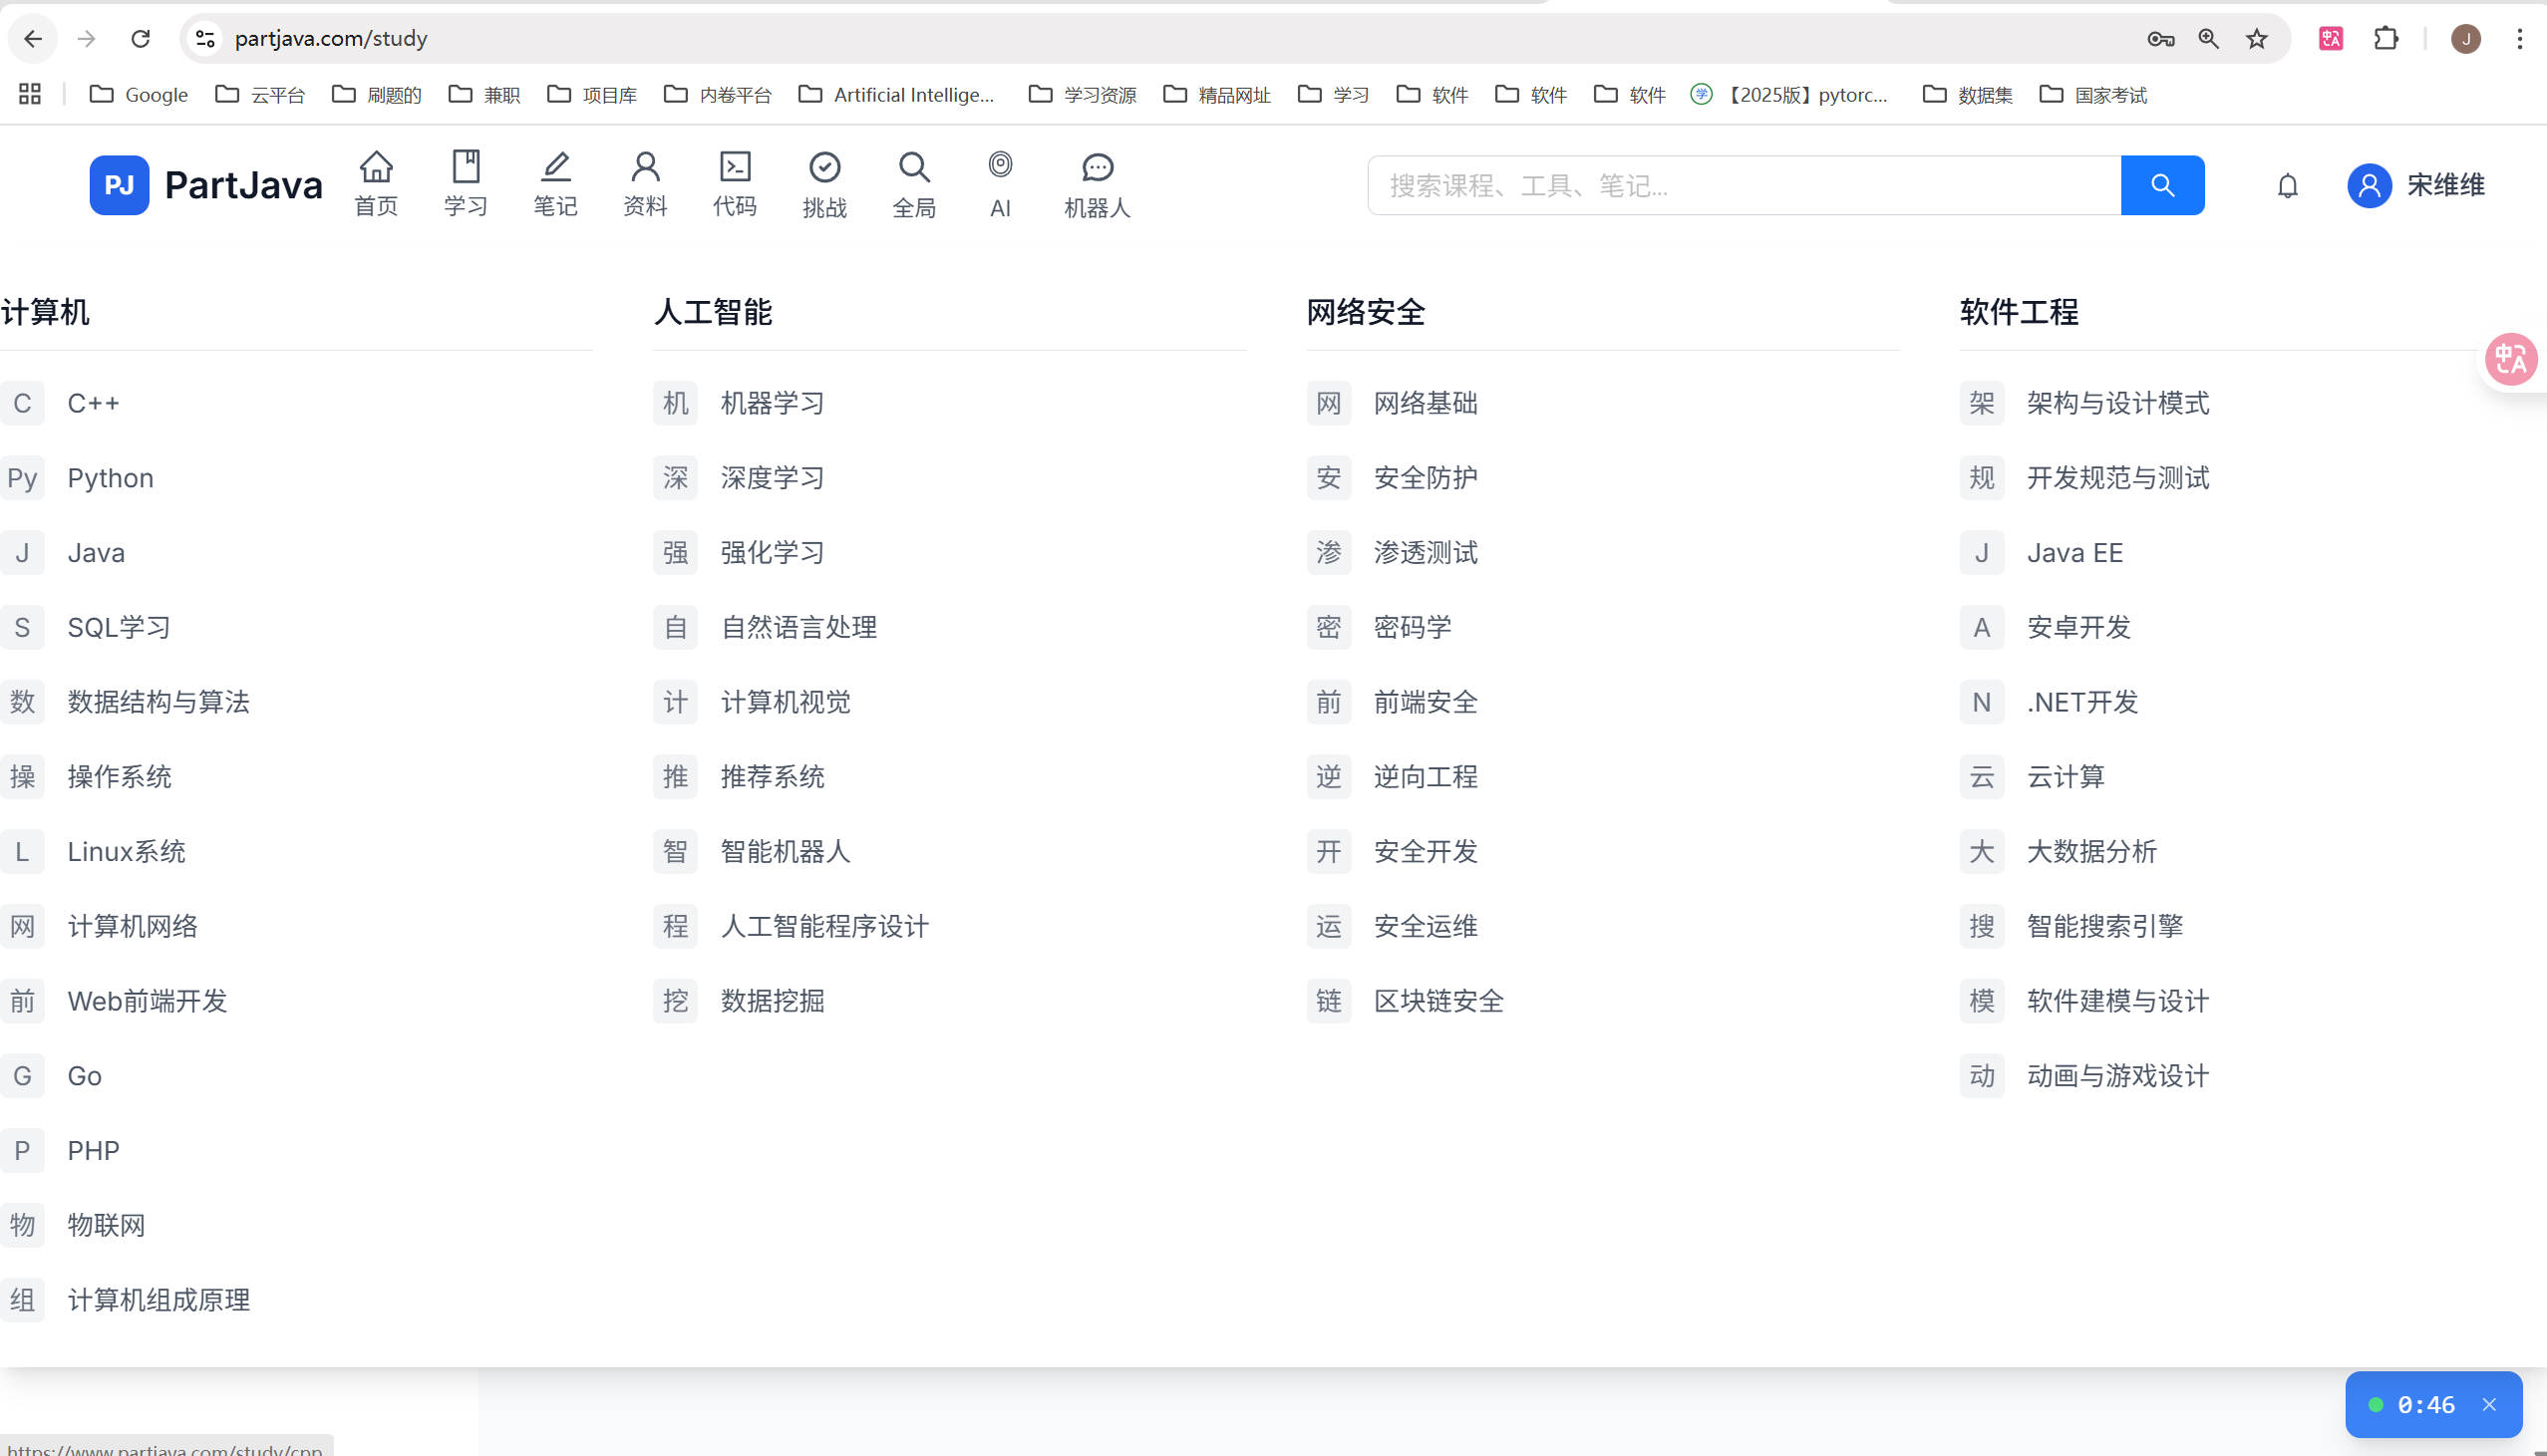 partjava.com/study
J
Google
云平台
刷题的
兼职
项目库
内卷平台
Artificial Intellige...
学习资源
精品网址
学习
软件
软件
软件
学
【2025版】pytorc...
数据集
国家考试
PJ PartJava
首页
学习
笔记
资料
代码
挑战
全局
AI
机器人
搜索课程、工具、笔记...
宋维维
计算机
C C++
Py Python
J Java
S SQL学习
数 数据结构与算法
操 操作系统
L Linux系统
网 计算机网络
前 Web前端开发
G Go
P PHP
物 物联网
组 计算机组成原理
人工智能
机 机器学习
深 深度学习
强 强化学习
自 自然语言处理
计 计算机视觉
推 推荐系统
智 智能机器人
程 人工智能程序设计
挖 数据挖掘
网络安全
网 网络基础
安 安全防护
渗 渗透测试
密 密码学
前 前端安全
逆 逆向工程
开 安全开发
运 安全运维
链 区块链安全
软件工程
架 架构与设计模式
规 开发规范与测试
J Java EE
A 安卓开发
N .NET开发
云 云计算
大 大数据分析
搜 智能搜索引擎
模 软件建模与设计
动 动画与游戏设计
中A
0:46
https://www.partjava.com/study/cpp